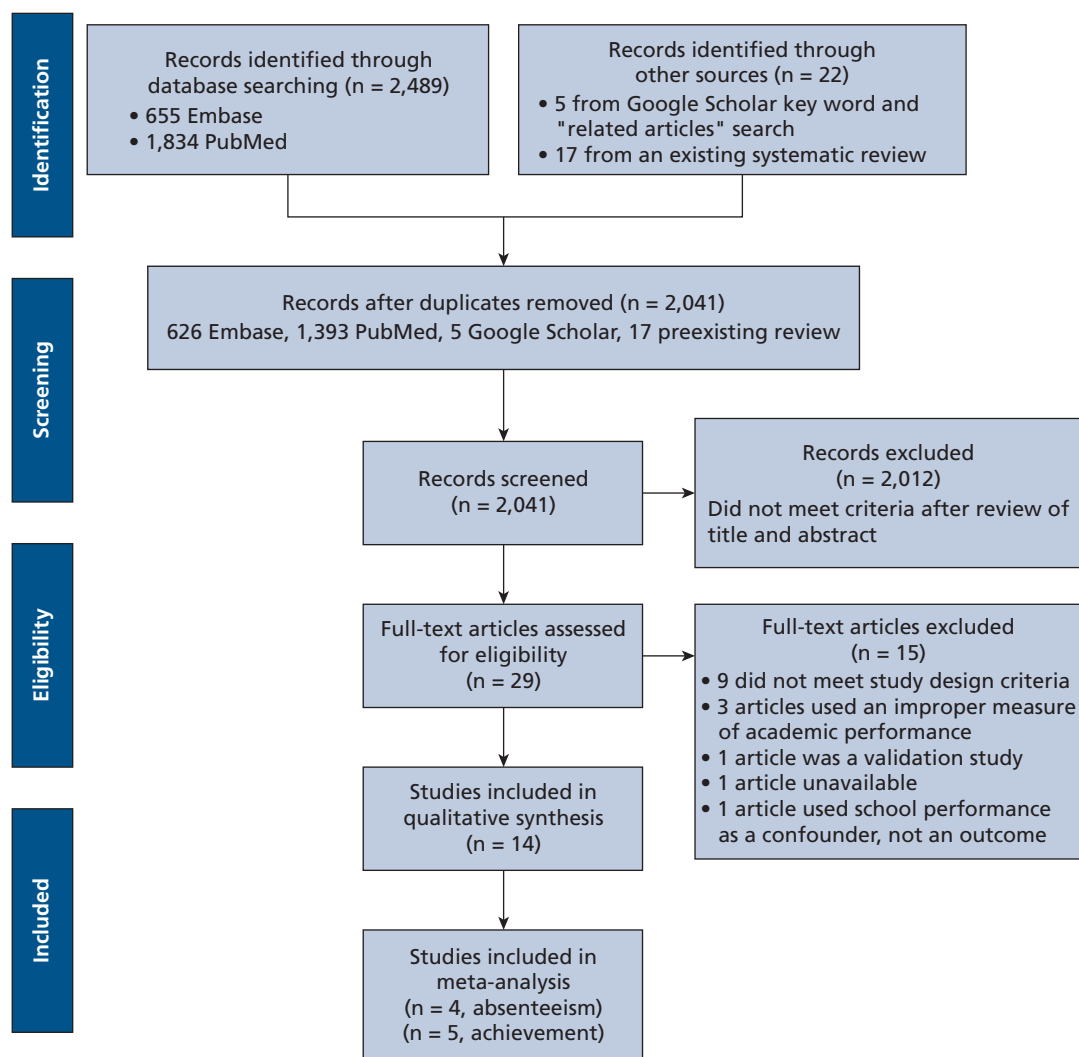 Identification
Records identified through
database searching (n = 2,489)
• 655 Embase
• 1,834 PubMed
Records identified through
other sources (n = 22)
• 5 from Google Scholar key word and
"related articles" search
• 17 from an existing systematic review
Screening
Records after duplicates removed (n = 2,041)
626 Embase, 1,393 PubMed, 5 Google Scholar, 17 preexisting review
Records screened
(n = 2,041)
Records excluded
(n = 2,012)
Did not meet criteria after review of
title and abstract
Eligibility
Full-text articles assessed
for eligibility
(n = 29)
Full-text articles excluded
(n = 15)
• 9 did not meet study design criteria
• 3 articles used an improper measure
of academic performance
• 1 article was a validation study
• 1 article unavailable
• 1 article used school performance
as a confounder, not an outcome
Included
Studies included in
qualitative synthesis
(n = 14)
Studies included in
meta-analysis
(n = 4, absenteeism)
(n = 5, achievement)